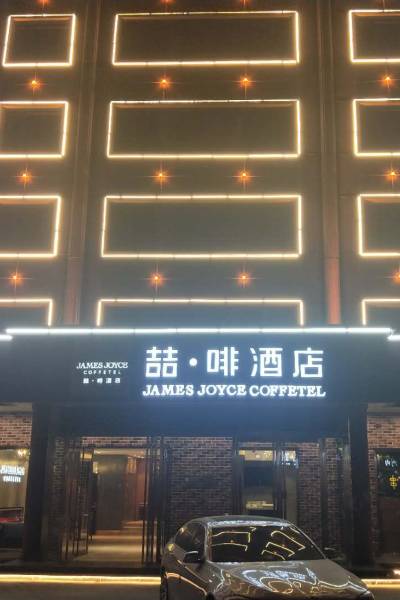 JAMES JOYCE
COFFETEL
喆·啡酒店
喆·啡酒店
JAMES JOYCE COFFETEL